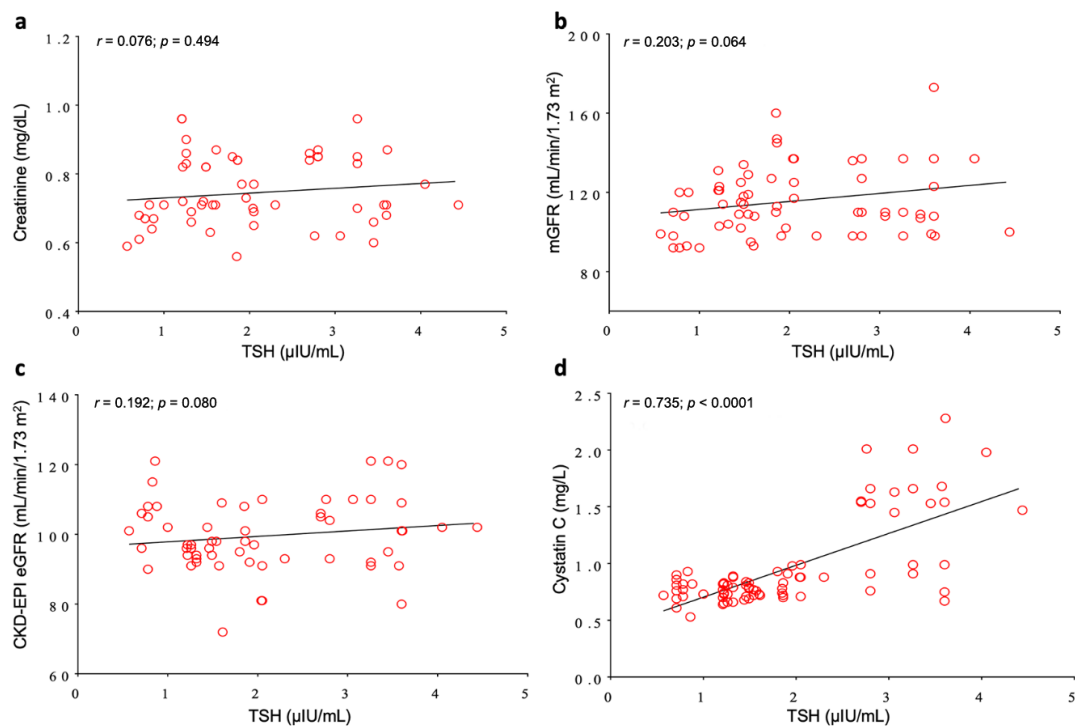 a
r = 0.076; p = 0.494
Creatinine (mg/dL)
1.2
1.0
0.8
0.6
0.4
0
1
2
3
4
5
TSH (µIU/mL)
b
r = 0.203; p = 0.064
mGFR (mL/min/1.73 m²)
200
160
120
80
0
1
2
3
4
5
TSH (µIU/mL)
c
r = 0.192; p = 0.080
CKD-EPI eGFR (mL/min/1.73 m²)
140
120
100
80
60
0
1
2
3
4
5
TSH (µIU/mL)
d
r = 0.735; p < 0.0001
Cystatin C (mg/L)
2.5
2.0
1.5
1.0
0.5
0
0
1
2
3
4
5
TSH (µIU/mL)